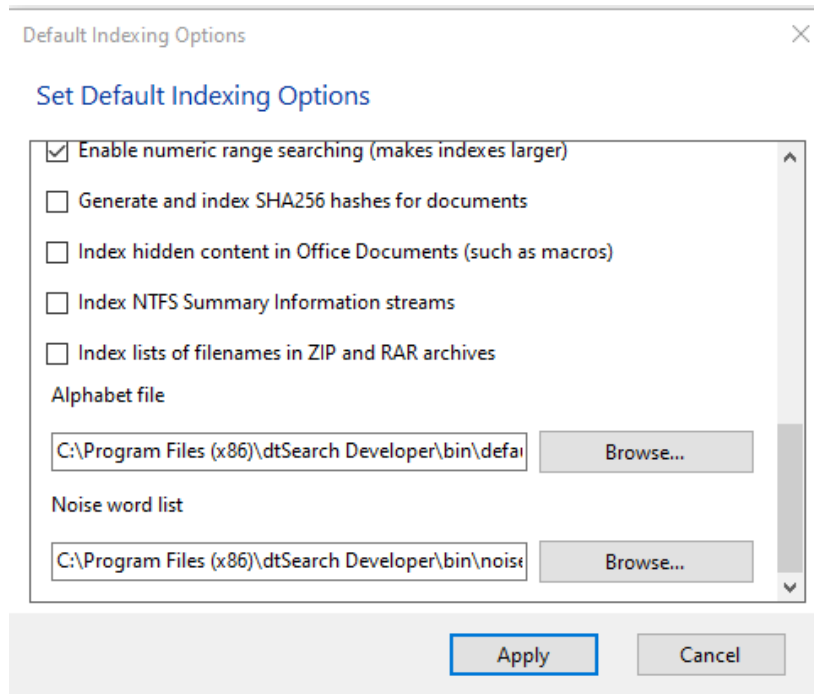 Default Indexing Options
Set Default Indexing Options
Enable numeric range searching (makes indexes larger)
Generate and index SHA256 hashes for documents
Index hidden content in Office Documents (such as macros)
Index NTFS Summary Information streams
Index lists of filenames in ZIP and RAR archives
Alphabet file
C:\Program Files (x86)\dtSearch Developer\bin\defau
Browse...
Noise word list
C:\Program Files (x86)\dtSearch Developer\bin\noise
Browse...
Apply
Cancel